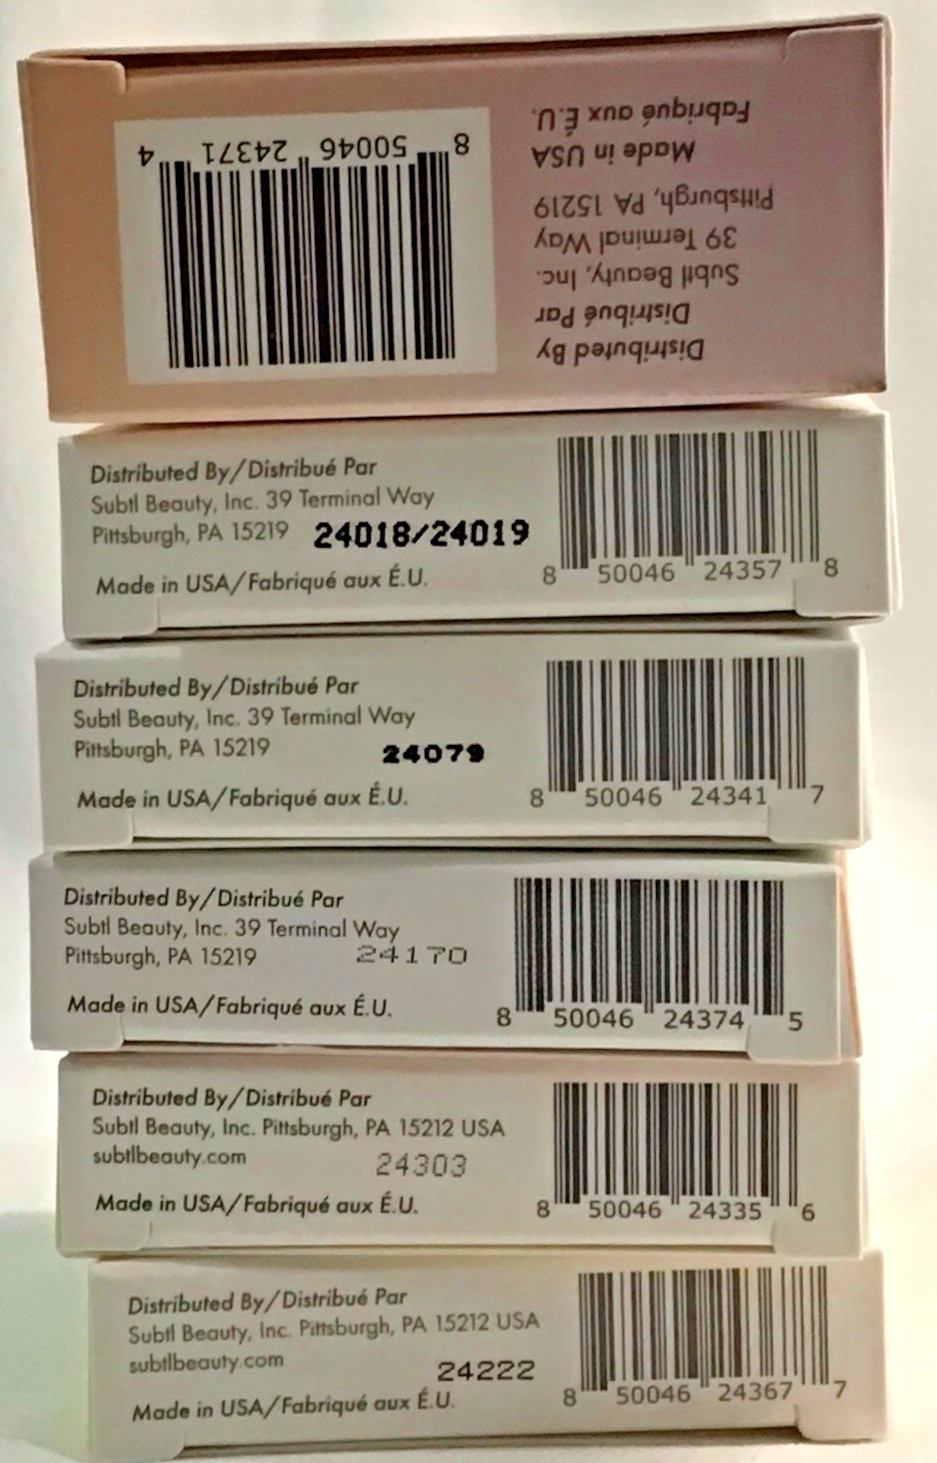 Distributed By
Distribué Par
Subtl Beauty, Inc.
39 Terminal Way
Pittsburgh, PA 15219
Made in USA
Fabriqué aux É.U.
8 50046 24371 4
Distributed By/Distribué Par
Subtl Beauty, Inc. 39 Terminal Way
Pittsburgh, PA 15219 24018/24019
Made in USA/Fabriqué aux É.U.
8 50046 24357 8
Distributed By/Distribué Par
Subtl Beauty, Inc. 39 Terminal Way
Pittsburgh, PA 15219 24079
Made in USA/Fabriqué aux É.U.
8 50046 24341 7
Distributed By/Distribué Par
Subtl Beauty, Inc. 39 Terminal Way
Pittsburgh, PA 15219 24170
Made in USA/Fabriqué aux É.U.
8 50046 24374 5
Distributed By/Distribué Par
Subtl Beauty, Inc. Pittsburgh, PA 15212 USA
subtlbeauty.com 24303
Made in USA/Fabriqué aux É.U.
8 50046 24335 6
Distributed By/Distribué Par
Subtl Beauty, Inc. Pittsburgh, PA 15212 USA
subtlbeauty.com 24222
Made in USA/Fabriqué aux É.U.
8 50046 24367 7